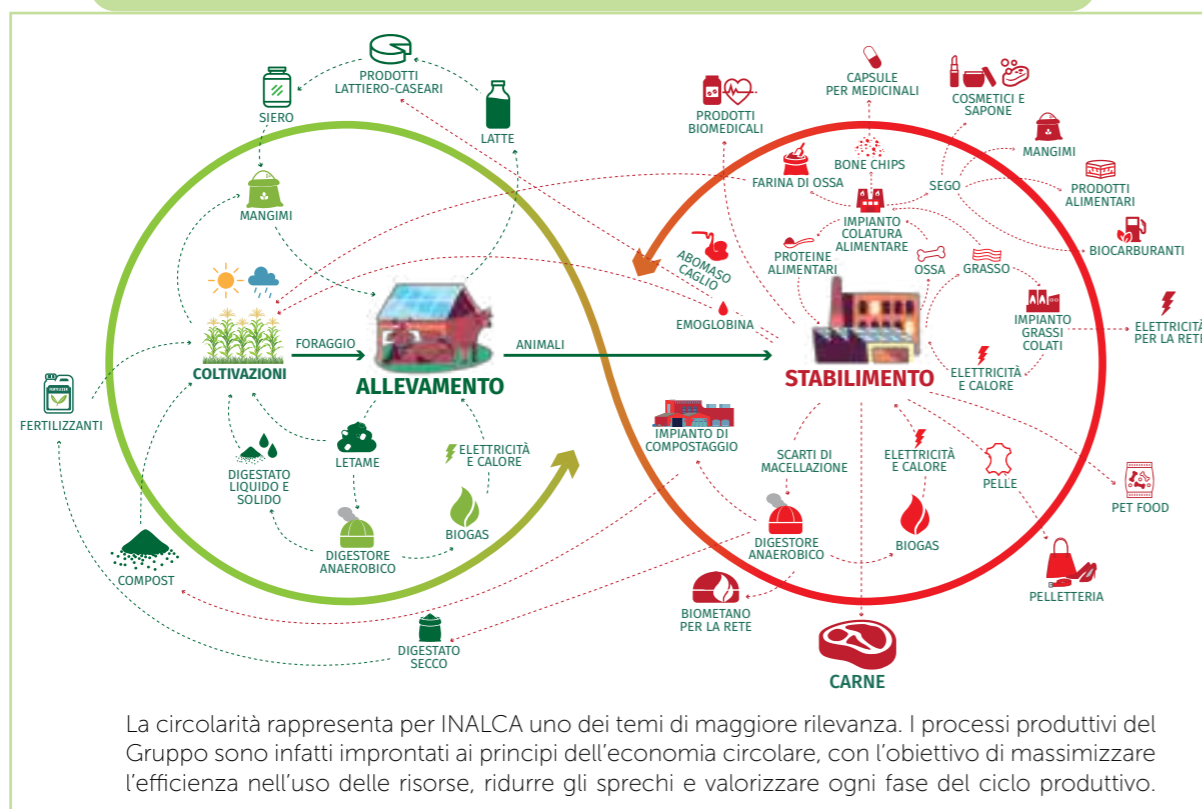 PRODOTTI
LATTIERO-CASEARI
SIERO
LATTE
MANGIMI
COLTIVAZIONI
FORAGGIO
ALLEVAMENTO
ANIMALI
FERTILIZZANTI
DIGESTATO
LIQUIDO E
SOLIDO
LETAME
ELETTRICITÀ
E CALORE
DIGESTORE
ANAEROBICO
BIOGAS
COMPOST
DIGESTATO
SECCO
CAPSULE
PER MEDICINALI
PRODOTTI
BIOMEDICALI
COSMETICI E
SAPONE
BONE CHIPS
FARINA DI OSSA
SEGO
MANGIMI
PRODOTTI
ALIMENTARI
IMPIANTO
COLATURA
ALIMENTARE
BIOCARBURANTI
PROTEINE
ALIMENTARI
OSSA
GRASSO
ABOMASO
CAGLIO
EMOGLOBINA
IMPIANTO
GRASSI
COLATI
ELETTRICITÀ
PER LA RETE
STABILIMENTO
ELETTRICITÀ
E CALORE
IMPIANTO DI
COMPOSTAGGIO
SCARTI DI
MACELLAZIONE
ELETTRICITÀ
E CALORE
PELLE
PET FOOD
DIGESTORE
ANAEROBICO
BIOGAS
PELLETTERIA
BIOMETANO
PER LA RETE
CARNE
La circolarità rappresenta per INALCA uno dei temi di maggiore rilevanza. I processi produttivi del
Gruppo sono infatti improntati ai principi dell'economia circolare, con l'obiettivo di massimizzare
l'efficienza nell'uso delle risorse, ridurre gli sprechi e valorizzare ogni fase del ciclo produttivo.